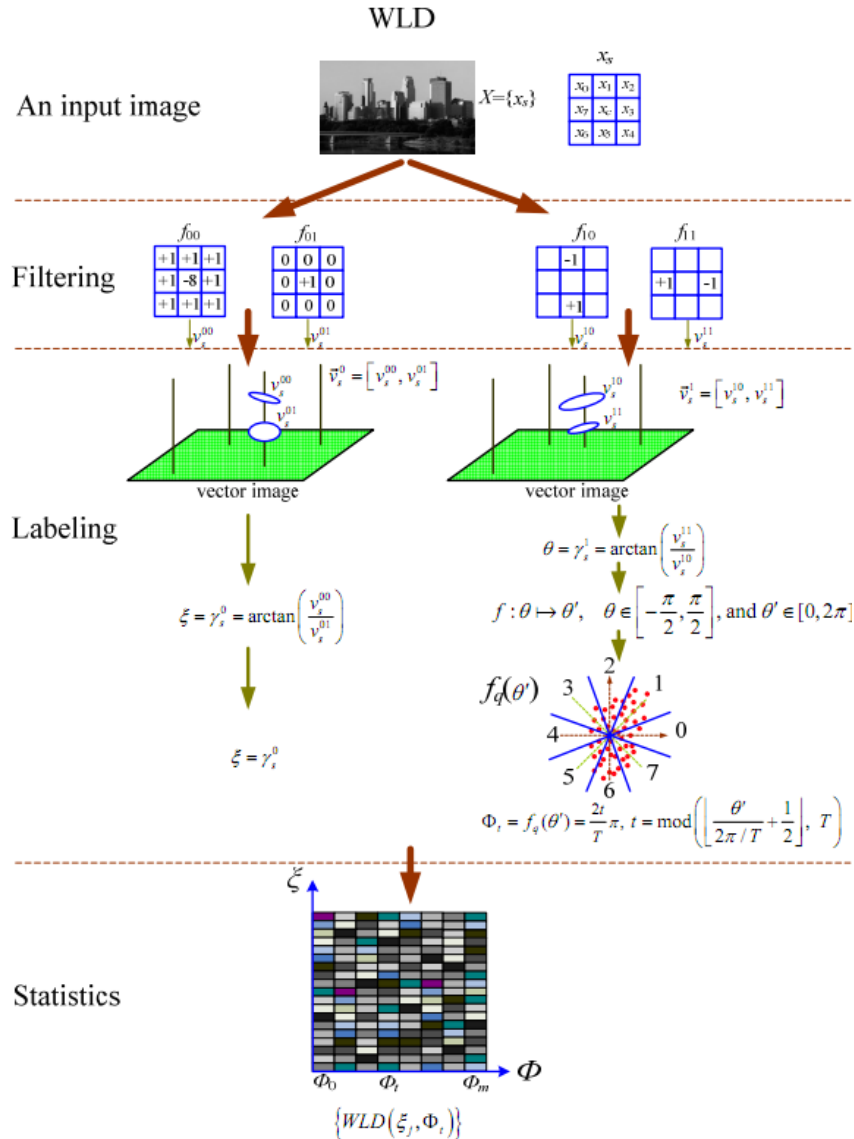 WLD
An input image
X={x_s}
x_s
x_0 x_1 x_2
x_7 x_c x_3
x_6 x_5 x_4
Filtering
f_00 f_01 f_10 f_11
+1 +1 +1
+1 -8 +1
+1 +1 +1
0 0 0
0 +1 0
0 0 0
-1
+1
+1 -1
v_s^00 v_s^01 v_s^10 v_s^11
Labeling
v_s^00
v_s^01
\vec{v}_s^0 = [v_s^00, v_s^01]
vector image
v_s^10
v_s^11
\vec{v}_s^1 = [v_s^10, v_s^11]
vector image
ξ = γ_s^0 = arctan(v_s^00 / v_s^01)
ξ = γ_s^0
θ = γ_s^1 = arctan(v_s^11 / v_s^10)
f : θ ↦ θ', θ ∈ [-π/2, π/2], and θ' ∈ [0, 2π]
f_q(θ')
2
3 1
4 0
5 7
6
Φ_t = f_q(θ') = (2t/T)π, t = mod(⌊θ'/(2π/T) + 1/2⌋, T)
Statistics
ξ
Φ
Φ_0 Φ_t Φ_m
{WLD(ξ_j, Φ_t)}